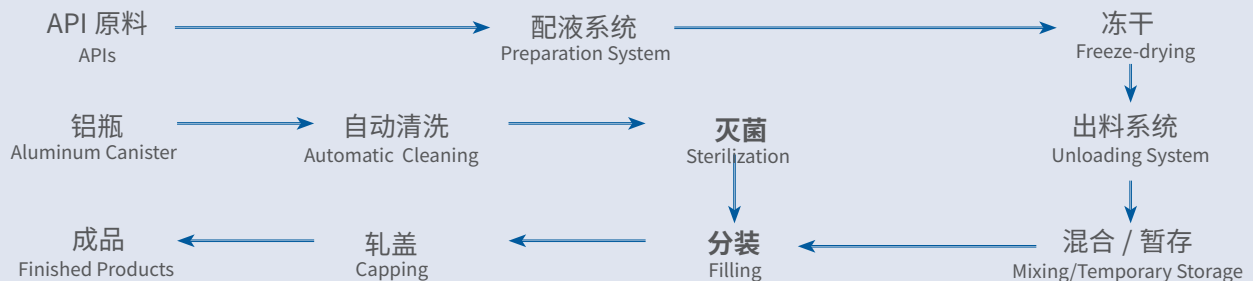 API 原料
APIs
配液系统
Preparation System
冻干
Freeze-drying
铝瓶
Aluminum Canister
自动清洗
Automatic Cleaning
灭菌
Sterilization
出料系统
Unloading System
成品
Finished Products
轧盖
Capping
分装
Filling
混合 / 暂存
Mixing/Temporary Storage